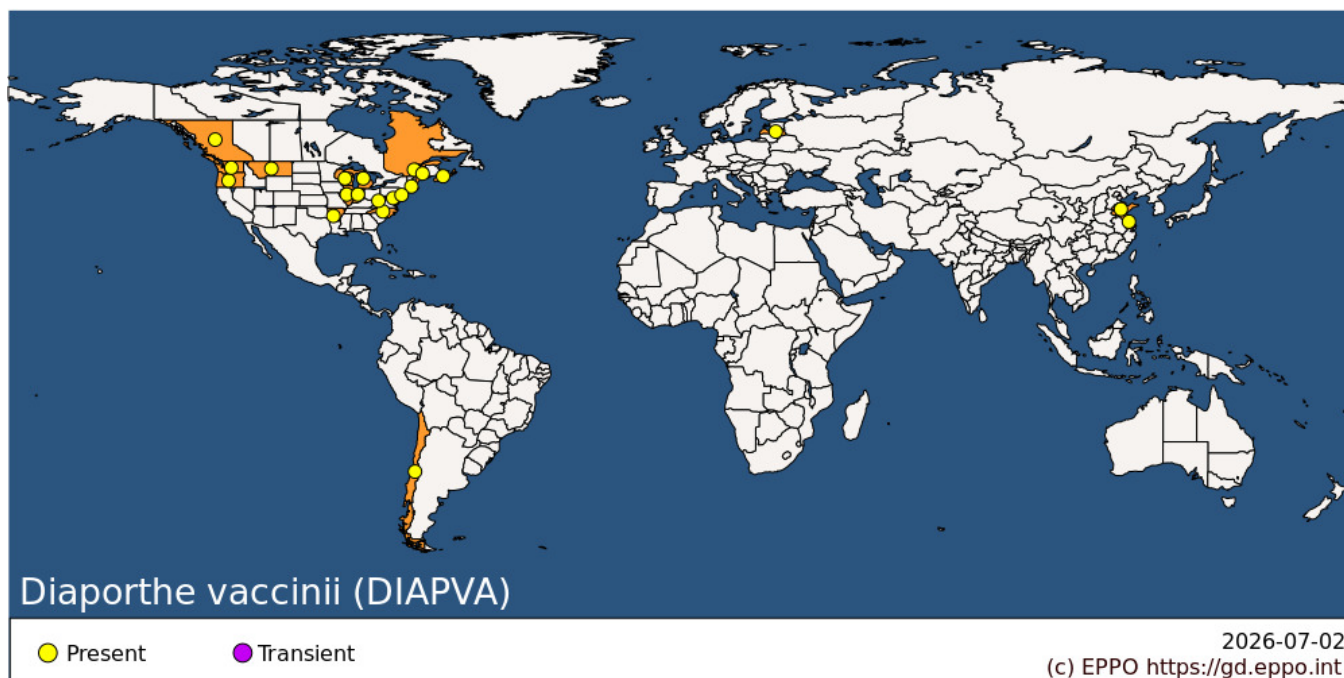 Diaporthe vaccinii (DIAPVA)
Present
Transient
2026-07-02
(c) EPPO https://gd.eppo.int